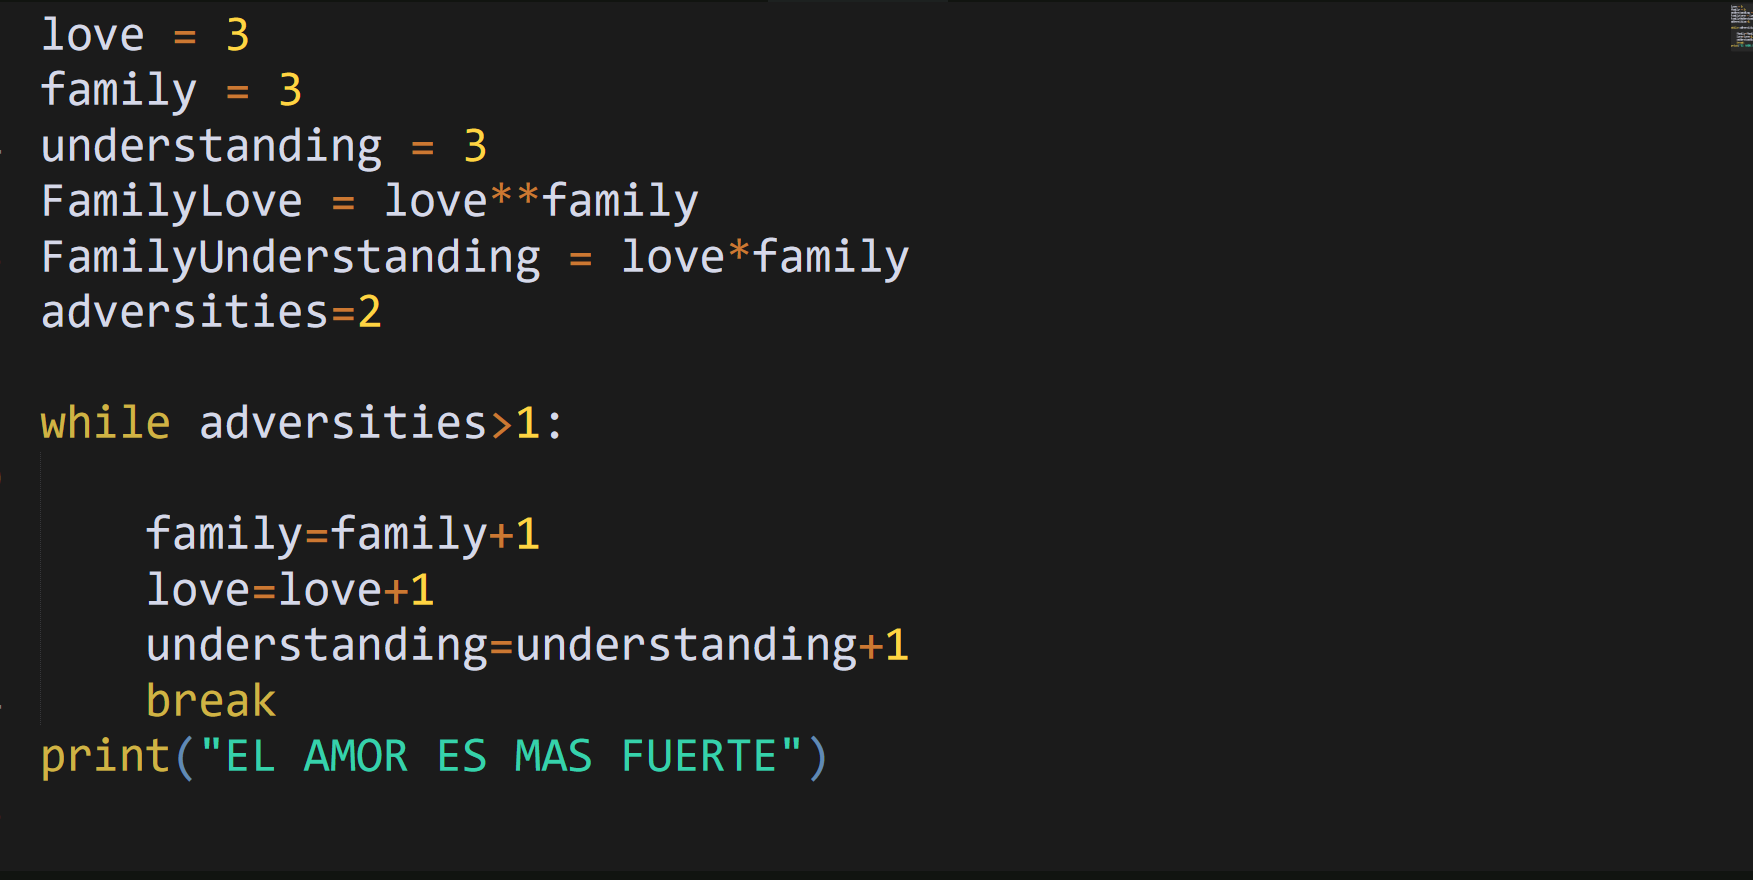 love = 3
family = 3
understanding = 3
FamilyLove = love**family
FamilyUnderstanding = love*family
adversities=2
while adversities>1:
    family=family+1
    love=love+1
    understanding=understanding+1
    break
print("EL AMOR ES MAS FUERTE")